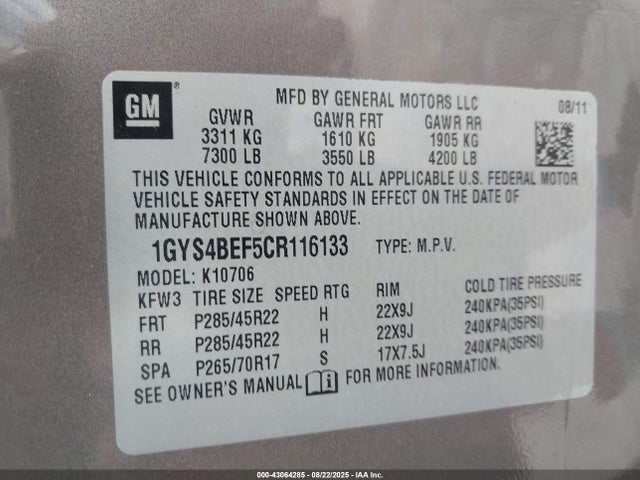 GM
®
MFD BY GENERAL MOTORS LLC
08/11
GVWR GAWR FRT GAWR RR
3311 KG 1610 KG 1905 KG
7300 LB 3550 LB 4200 LB
THIS VEHICLE CONFORMS TO ALL APPLICABLE U.S. FEDERAL MOTOR
VEHICLE SAFETY STANDARDS IN EFFECT ON THE DATE OF
MANUFACTURE SHOWN ABOVE.
1GYS4BEF5CR116133 TYPE: M.P.V.
MODEL: K10706
KFW3 TIRE SIZE SPEED RTG RIM COLD TIRE PRESSURE
FRT P285/45R22 H 22X9J 240KPA(35PSI)
RR P285/45R22 H 22X9J 240KPA(35PSI)
SPA P265/70R17 S 17X7.5J 240KPA(35PSI)
SEE OWNER'S MANUAL i FOR MORE INFORMATION.
000-43064285 - 08/22/2025 - IAA Inc.